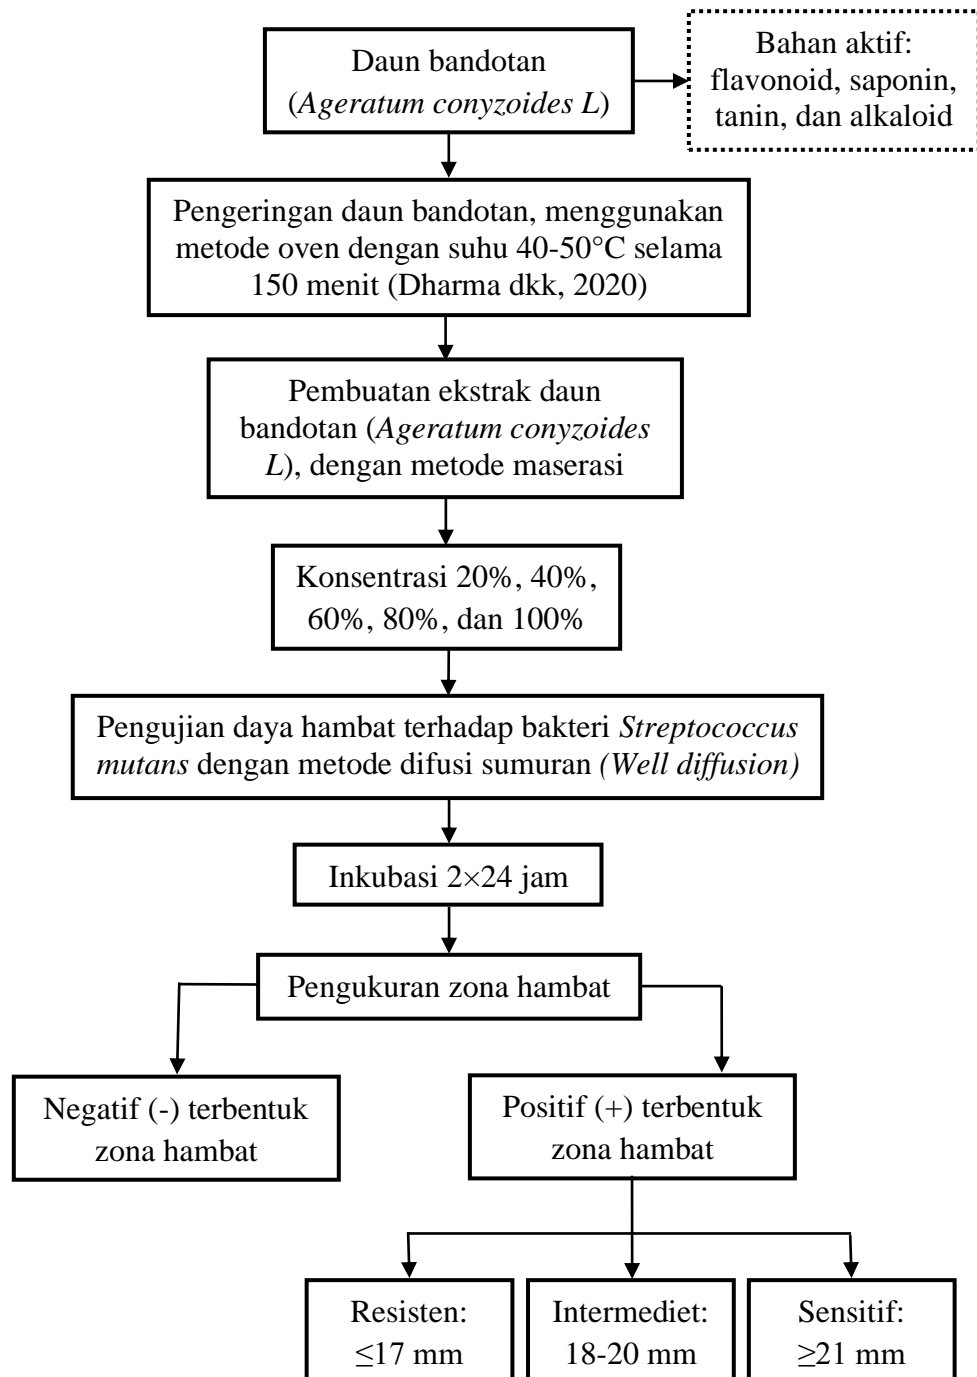 Daun bandotan
(Ageratum conyzoides L)
Bahan aktif:
flavonoid, saponin,
tanin, dan alkaloid
Pengeringan daun bandotan, menggunakan
metode oven dengan suhu 40-50°C selama
150 menit (Dharma dkk, 2020)
Pembuatan ekstrak daun
bandotan (Ageratum conyzoides
L), dengan metode maserasi
Konsentrasi 20%, 40%,
60%, 80%, dan 100%
Pengujian daya hambat terhadap bakteri Streptococcus
mutans dengan metode difusi sumuran (Well diffusion)
Inkubasi 2×24 jam
Pengukuran zona hambat
Negatif (-) terbentuk
zona hambat
Positif (+) terbentuk
zona hambat
Resisten:
≤17 mm
Intermediet:
18-20 mm
Sensitif:
≥21 mm